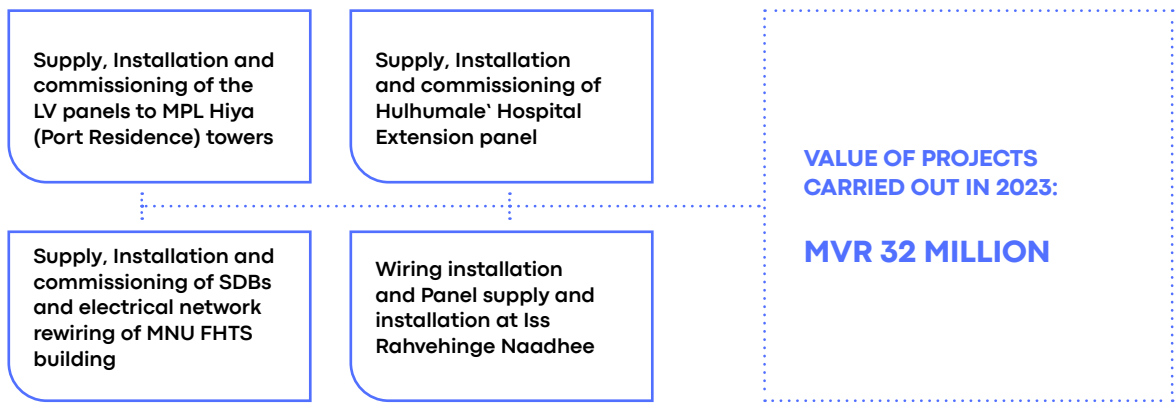 Supply, Installation and
commissioning of the
LV panels to MPL Hiya
(Port Residence) towers
Supply, Installation
and commissioning of
Hulhumale‘ Hospital
Extension panel
Supply, Installation and
commissioning of SDBs
and electrical network
rewiring of MNU FHTS
building
Wiring installation
and Panel supply and
installation at Iss
Rahvehinge Naadhee
VALUE OF PROJECTS
CARRIED OUT IN 2023:
MVR 32 MILLION